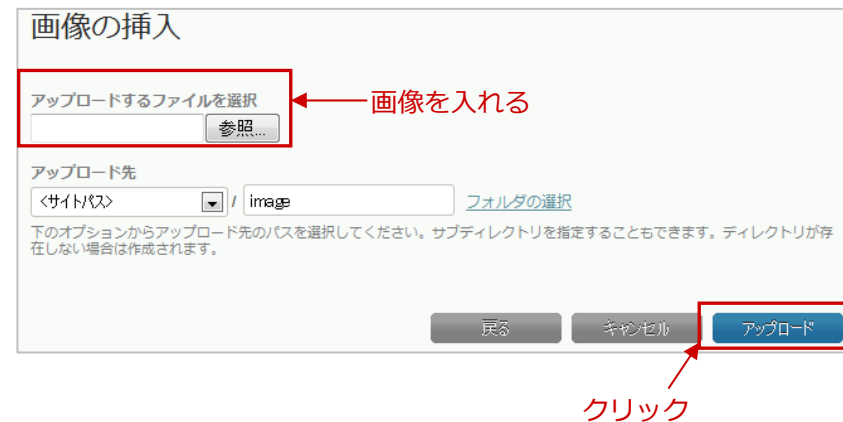 画像の挿入
アップロードするファイルを選択
画像を入れる
参照...
アップロード先
<サイトパス> / image フォルダの選択
下のオプションからアップロード先のパスを選択してください。サブディレクトリを指定することもできます。ディレクトリが存
在しない場合は作成されます。
戻る キャンセル アップロード
クリック